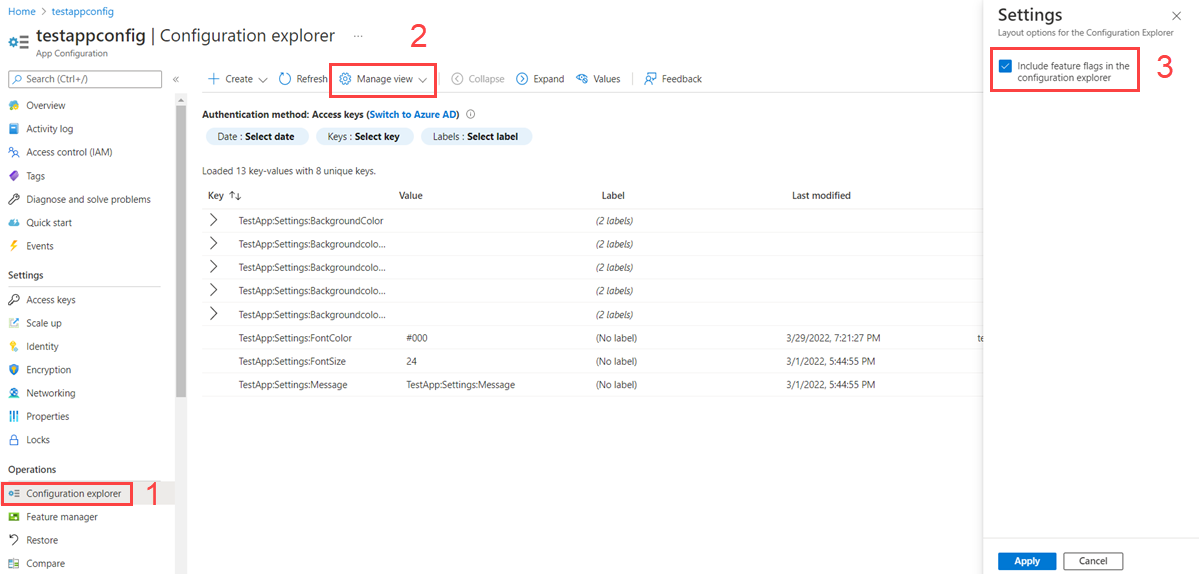 Home > testappconfig
testappconfig | Configuration explorer ...
App Configuration
Search (Ctrl+/)
«
Overview
Activity log
Access control (IAM)
Tags
Diagnose and solve problems
Quick start
Events
Settings
Access keys
Scale up
Identity
Encryption
Networking
Properties
Locks
Operations
Configuration explorer 1
Feature manager
Restore
Compare
2
Create Refresh Manage view Collapse Expand Values Feedback
Authentication method: Access keys (Switch to Azure AD)
Date : Select date Keys : Select key Labels : Select label
Loaded 13 key-values with 8 unique keys.
Key Value Label Last modified
TestApp:Settings:BackgroundColor (2 labels)
TestApp:Settings:Backgroundcolo... (2 labels)
TestApp:Settings:Backgroundcolo... (2 labels)
TestApp:Settings:Backgroundcolo... (2 labels)
TestApp:Settings:Backgroundcolo... (2 labels)
TestApp:Settings:FontColor #000 (No label) 3/29/2022, 7:21:27 PM te
TestApp:Settings:FontSize 24 (No label) 3/1/2022, 5:44:55 PM
TestApp:Settings:Message TestApp:Settings:Message (No label) 3/1/2022, 5:44:55 PM
Settings
Layout options for the Configuration Explorer
Include feature flags in the
configuration explorer
3
Apply Cancel